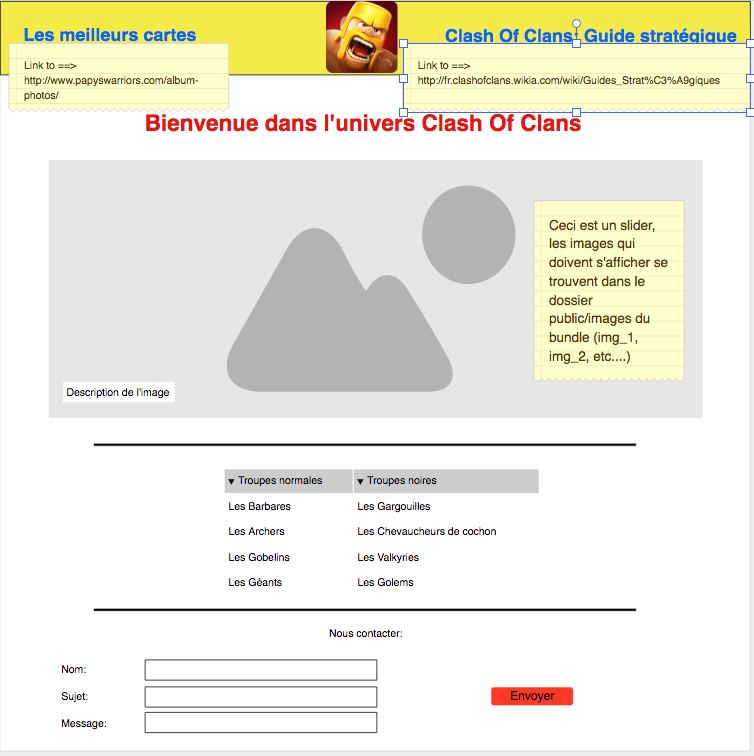 Les meilleurs cartes
Clash Of Clans: Guide stratégique
Link to ==>
http://www.papyswarriors.com/album-
photos/
Link to ==>
http://fr.clashofclans.wikia.com/wiki/Guides_Strat%C3%A9giques
Bienvenue dans l'univers Clash Of Clans
Ceci est un slider,
les images qui
doivent s'afficher se
trouvent dans le
dossier
public/images du
bundle (img_1,
img_2, etc....)
Description de l'image
▼ Troupes normales
▼ Troupes noires
Les Barbares
Les Gargouilles
Les Archers
Les Chevaucheurs de cochon
Les Gobelins
Les Valkyries
Les Géants
Les Golems
Nous contacter:
Nom:
Sujet:
Envoyer
Message: